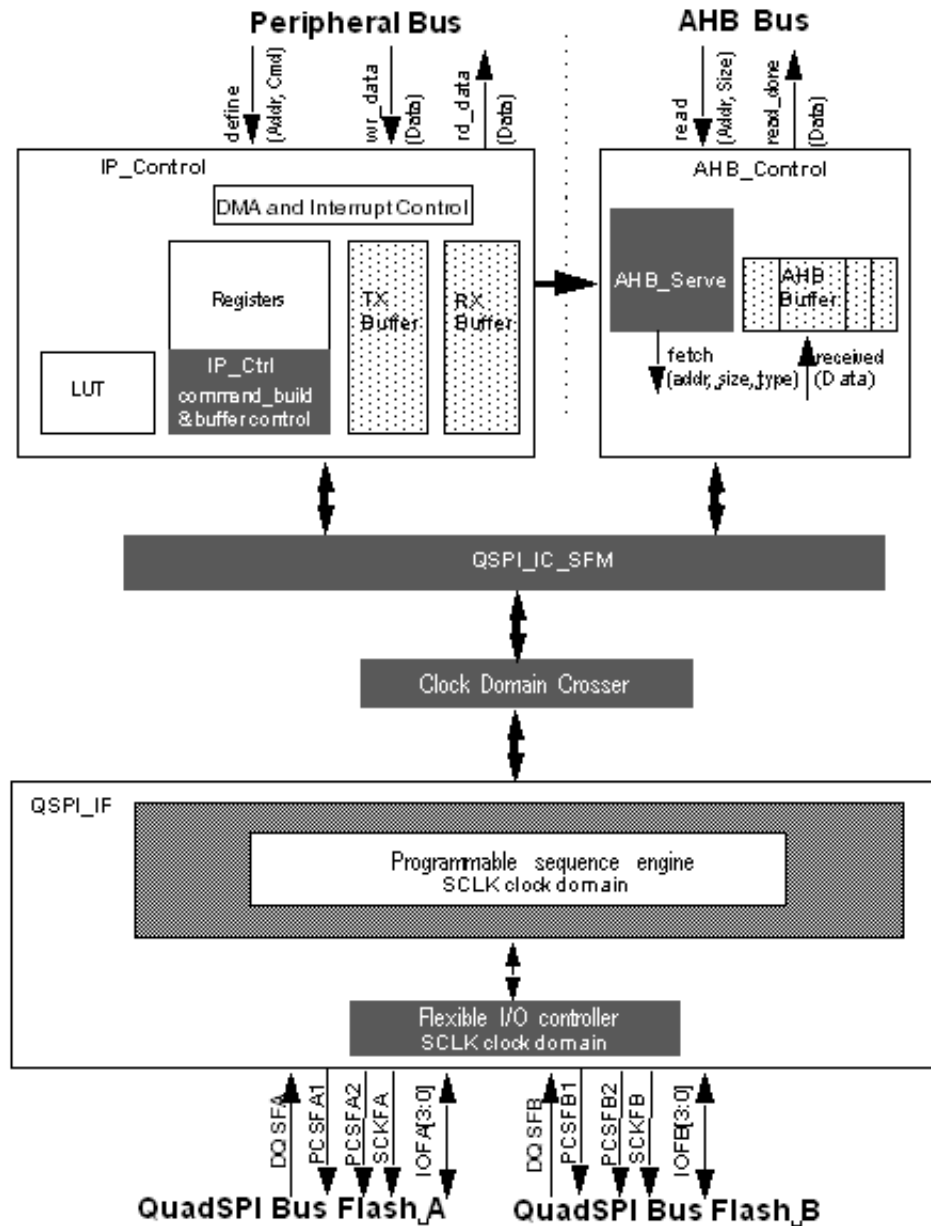 Peripheral Bus
AHB Bus
define
(Addr, Cmd)
wr_data
(Data)
rd_data
(Data)
read
(Addr, Size)
read_done
(Data)
IP_Control
AHB_Control
DMA and Interrupt Control
Registers
TX
Buffer
RX
Buffer
AHB_Serve
AHB
Buffer
LUT
IP_Ctrl
command_build
& buffer control
fetch
(addr, size, type)
received
(Data)
QSPI_IC_SFM
Clock Domain Crosser
QSPI_IF
Programmable sequence engine
SCLK clock domain
Flexible I/O controller
SCLK clock domain
DQSFA
PCSFA1
PCSFA2
SCKFA
IOFA[3:0]
DQSFB
PCSFB1
PCSFB2
SCKFB
IOFB[3:0]
QuadSPI Bus Flash_A
QuadSPI Bus Flash_B